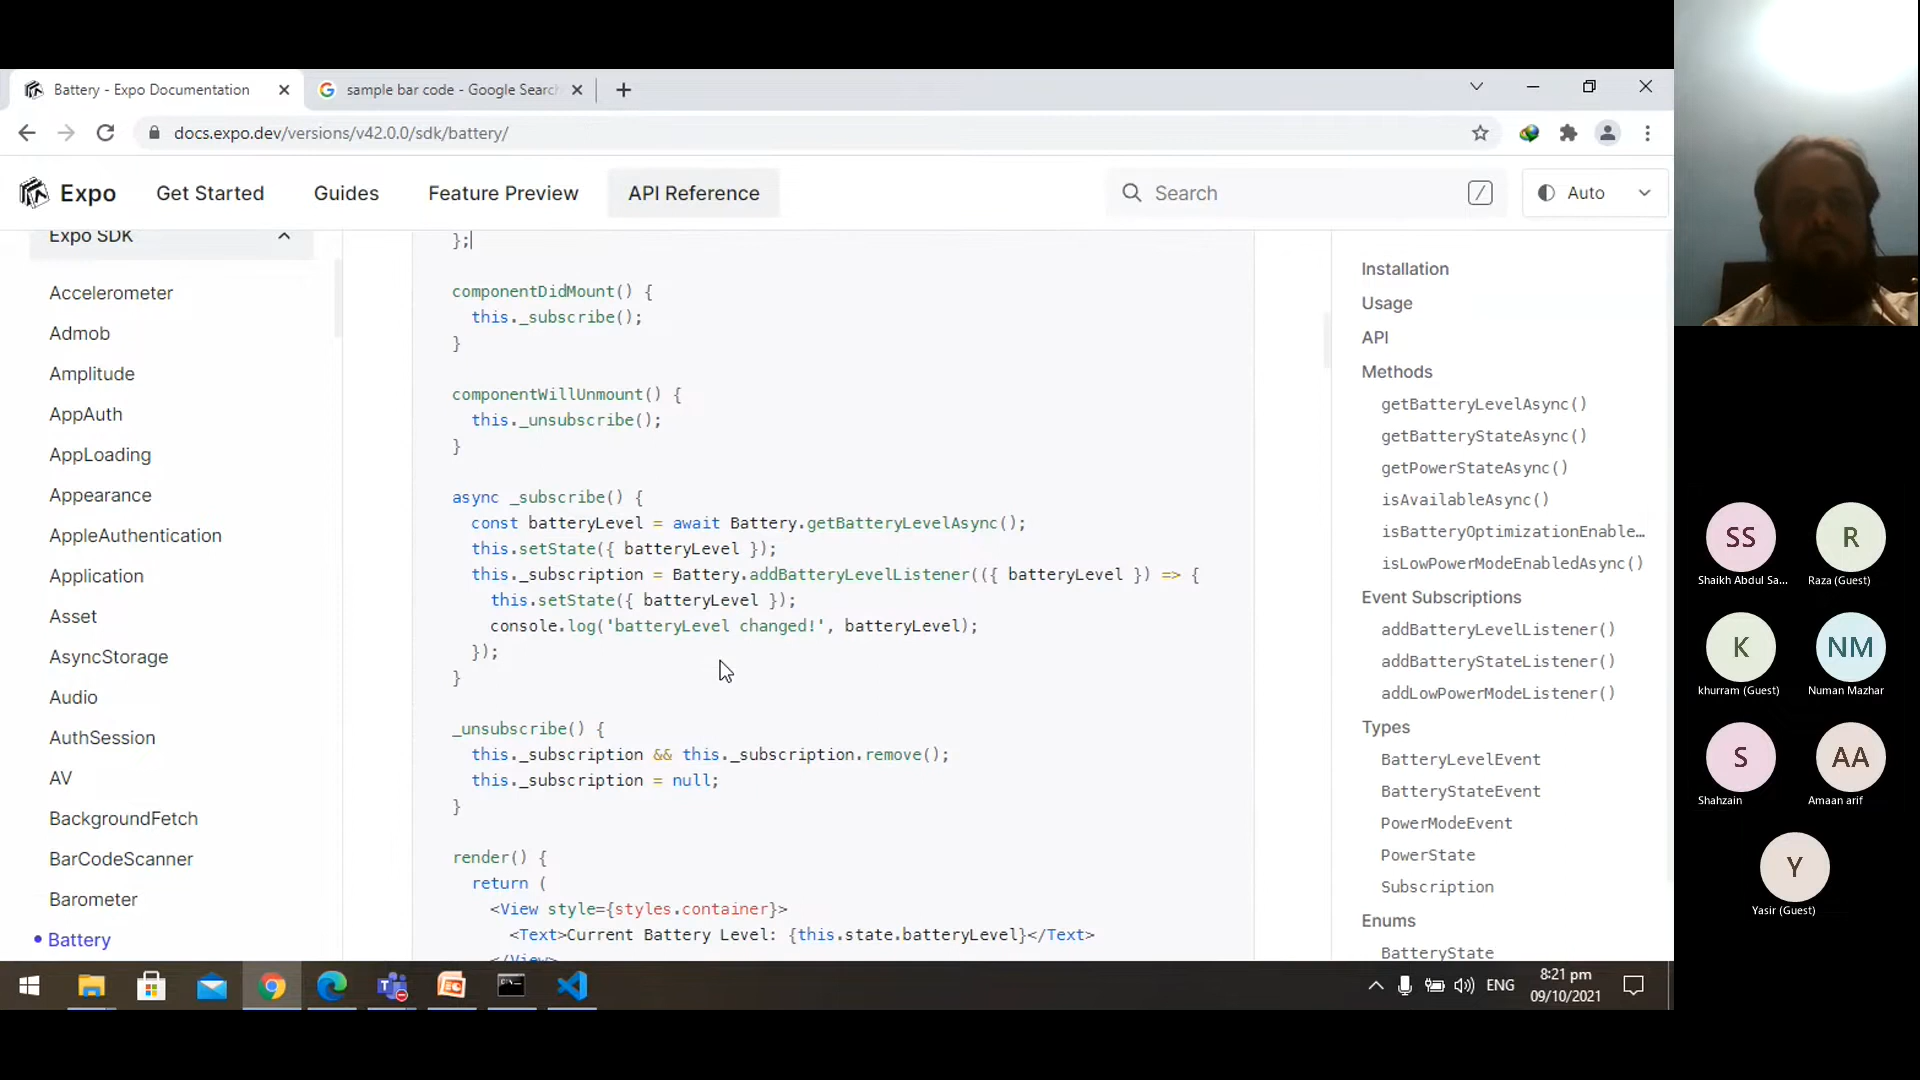 Battery - Expo Documentation
sample bar code - Google Search
docs.expo.dev/versions/v42.0.0/sdk/battery/
Expo
Get Started
Guides
Feature Preview
API Reference
Search
/
Auto
Expo SDK
Accelerometer
Admob
Amplitude
AppAuth
AppLoading
Appearance
AppleAuthentication
Application
Asset
AsyncStorage
Audio
AuthSession
AV
BackgroundFetch
BarCodeScanner
Barometer
Battery
};
componentDidMount() {
this._subscribe();
}
componentWillUnmount() {
this._unsubscribe();
}
async _subscribe() {
const batteryLevel = await Battery.getBatteryLevelAsync();
this.setState({ batteryLevel });
this._subscription = Battery.addBatteryLevelListener(({ batteryLevel }) => {
this.setState({ batteryLevel });
console.log('batteryLevel changed!', batteryLevel);
});
}
_unsubscribe() {
this._subscription && this._subscription.remove();
this._subscription = null;
}
render() {
return (
<View style={styles.container}>
<Text>Current Battery Level: {this.state.batteryLevel}</Text>
</View>
Installation
Usage
API
Methods
getBatteryLevelAsync()
getBatteryStateAsync()
getPowerStateAsync()
isAvailableAsync()
isBatteryOptimizationEnable...
isLowPowerModeEnabledAsync()
Event Subscriptions
addBatteryLevelListener()
addBatteryStateListener()
addLowPowerModeListener()
Types
BatteryLevelEvent
BatteryStateEvent
PowerModeEvent
PowerState
Subscription
Enums
BatteryState
ENG
8:21 pm
09/10/2021
SS
Shaikh Abdul Sa...
R
Raza (Guest)
K
khurram (Guest)
NM
Numan Mazhar
S
Shahzain
AA
Amaan arif
Y
Yasir (Guest)